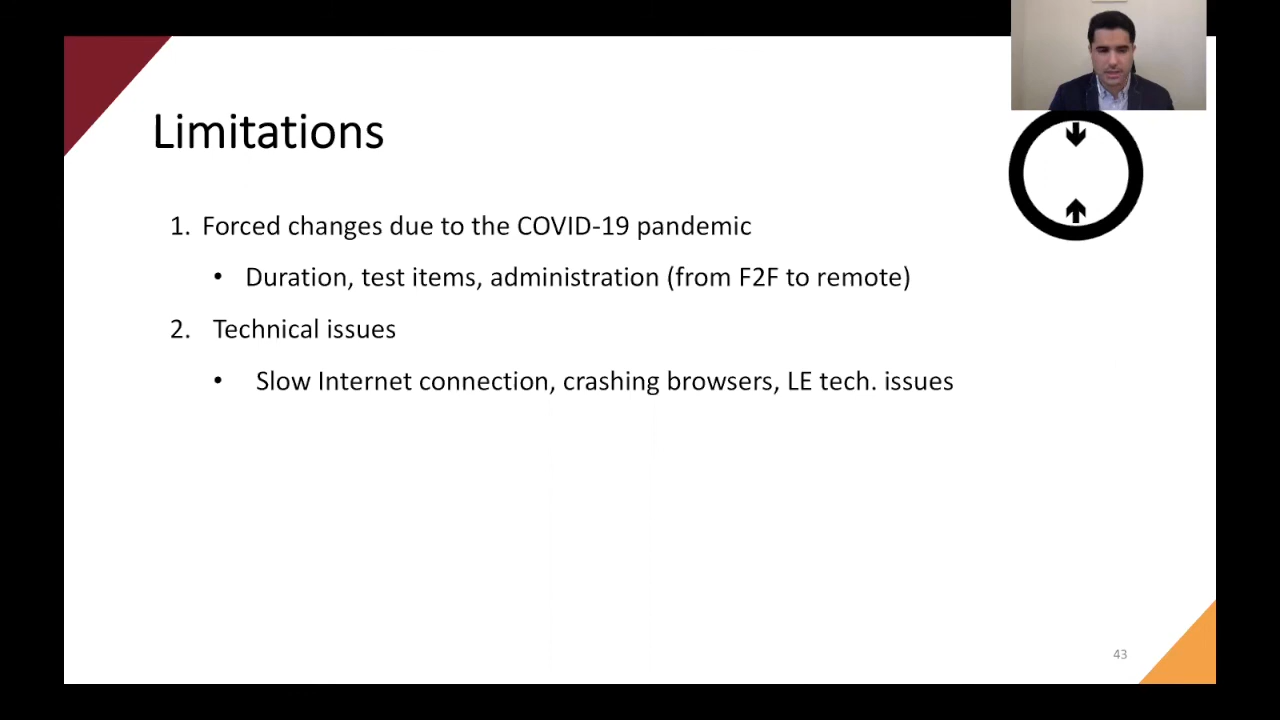 Limitations
1. Forced changes due to the COVID-19 pandemic
• Duration, test items, administration (from F2F to remote)
2. Technical issues
• Slow Internet connection, crashing browsers, LE tech. issues
43